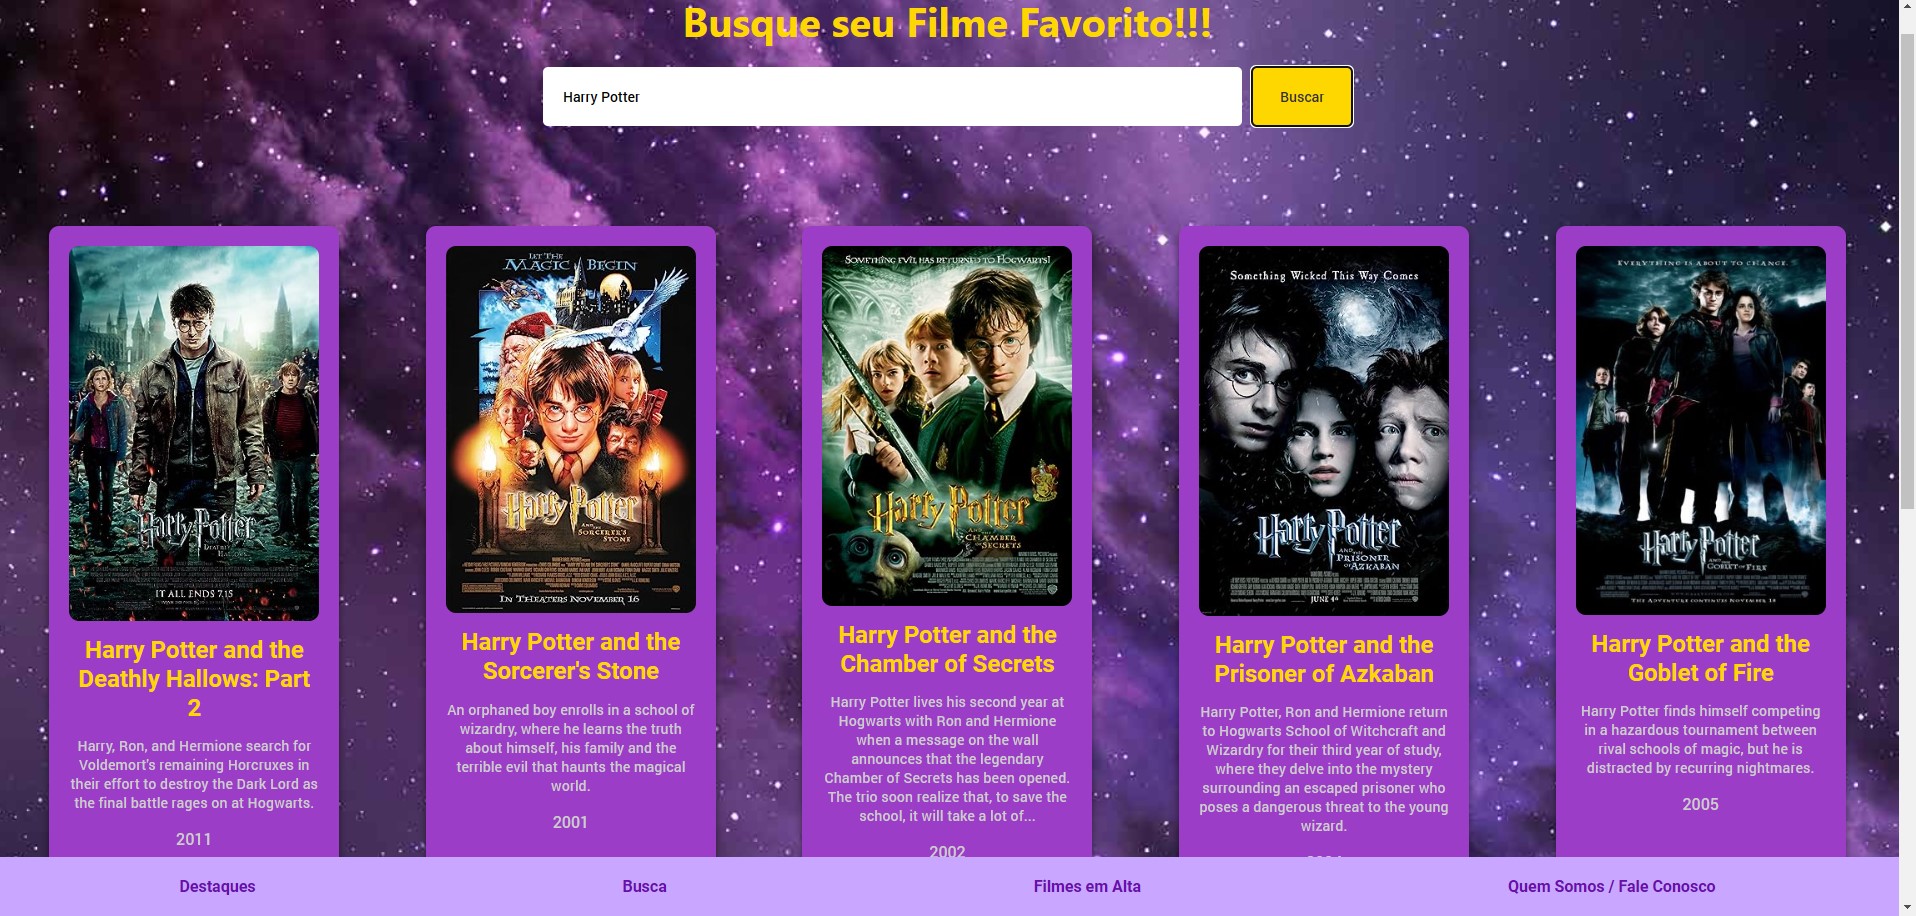 Busque seu Filme Favorito!!!
Harry Potter
Buscar
Harry Potter
IT ALL ENDS 7.15
Harry Potter and the
Deathly Hallows: Part
2
Harry, Ron, and Hermione search for
Voldemort's remaining Horcruxes in
their effort to destroy the Dark Lord as
the final battle rages on at Hogwarts.
2011
LET THE
MAGIC BEGIN
Harry Potter
AND THE
SORCERER'S
STONE
IN THEATERS NOVEMBER 16
Harry Potter and the
Sorcerer's Stone
An orphaned boy enrolls in a school of
wizardry, where he learns the truth
about himself, his family and the
terrible evil that haunts the magical
world.
2001
SOMETHING EVIL HAS RETURNED TO HOGWARTS!
Harry Potter
AND THE
CHAMBER
OF SECRETS
Harry Potter and the
Chamber of Secrets
Harry Potter lives his second year at
Hogwarts with Ron and Hermione
when a message on the wall
announces that the legendary
Chamber of Secrets has been opened.
The trio soon realize that, to save the
school, it will take a lot of...
2002
Something Wicked This Way Comes
Harry Potter
AND THE
PRISONER
OF AZKABAN
JUNE 4
Harry Potter and the
Prisoner of Azkaban
Harry Potter, Ron and Hermione return
to Hogwarts School of Witchcraft and
Wizardry for their third year of study,
where they delve into the mystery
surrounding an escaped prisoner who
poses a dangerous threat to the young
wizard.
EVERYTHING IS ABOUT TO CHANGE.
Harry Potter
AND THE
GOBLET OF FIRE
THE ADVENTURE CONTINUES NOVEMBER 18
Harry Potter and the
Goblet of Fire
Harry Potter finds himself competing
in a hazardous tournament between
rival schools of magic, but he is
distracted by recurring nightmares.
2005
Destaques
Busca
Filmes em Alta
Quem Somos / Fale Conosco